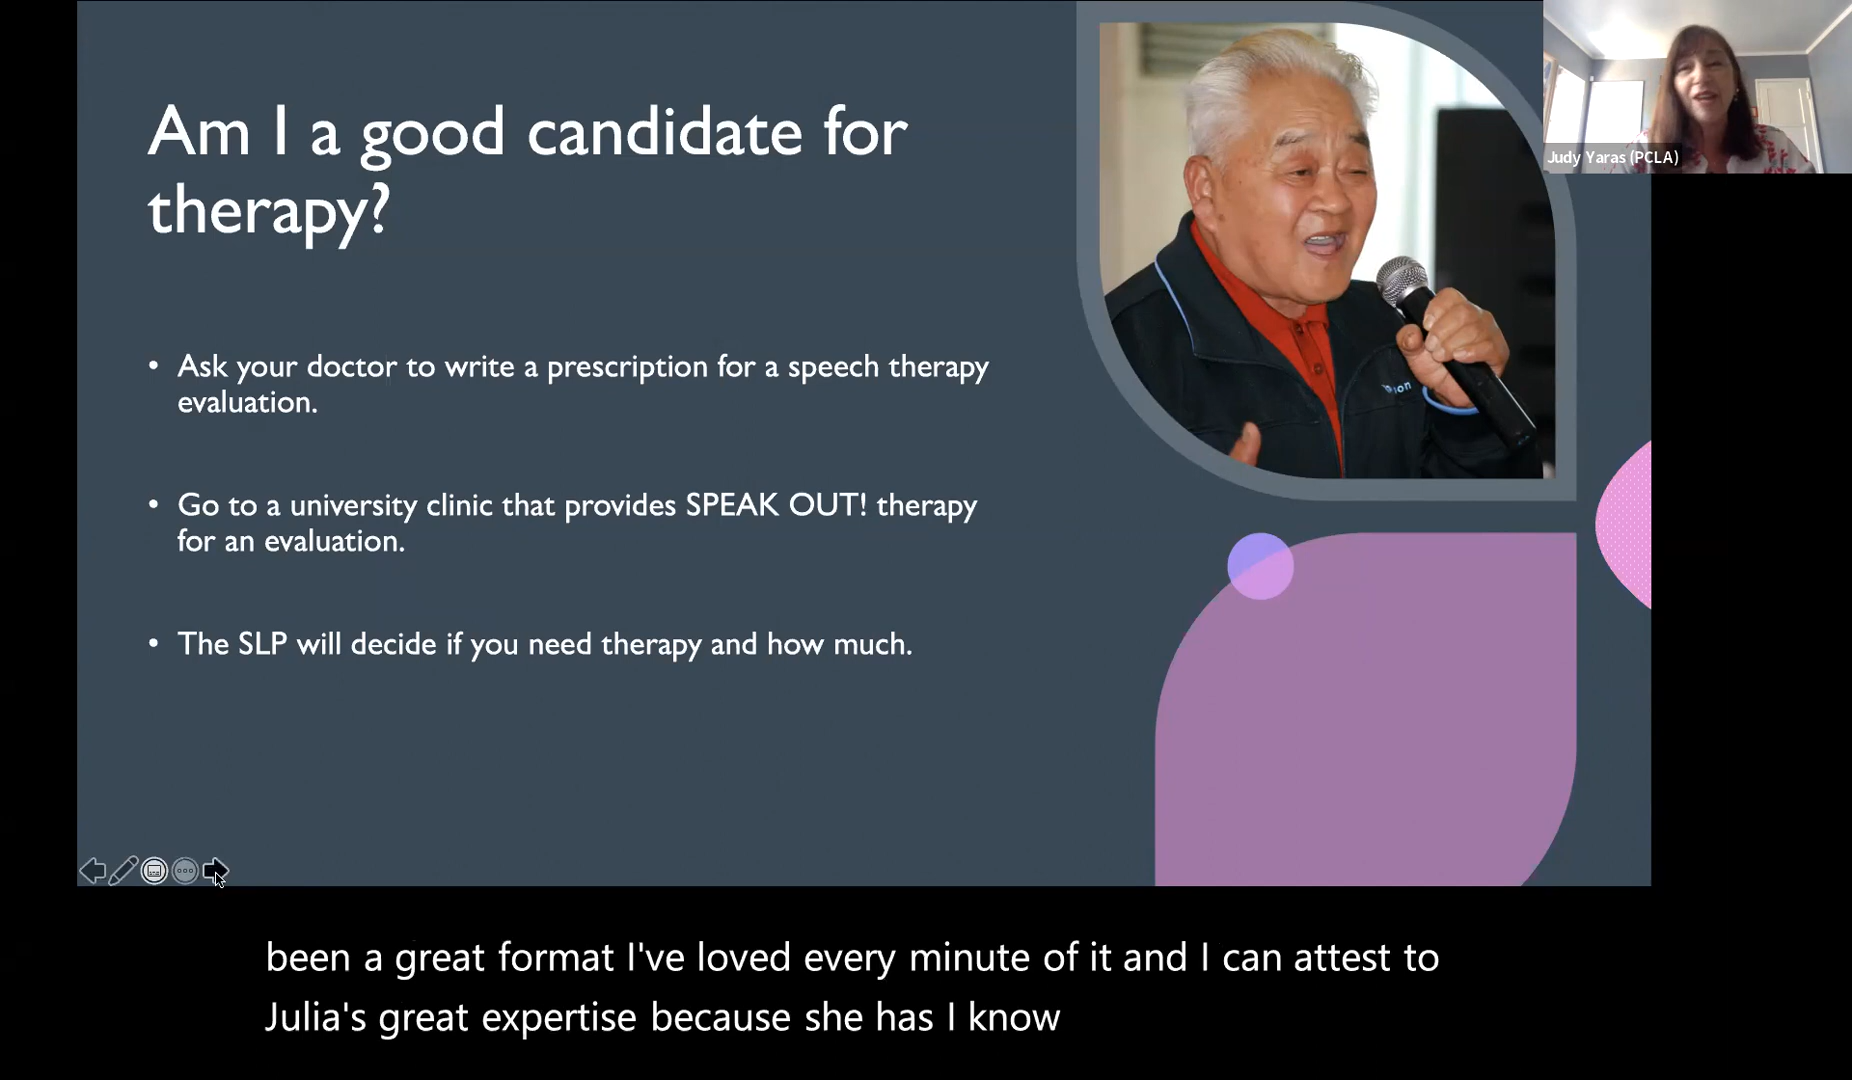 Am I a good candidate for
therapy?
• Ask your doctor to write a prescription for a speech therapy
evaluation.
• Go to a university clinic that provides SPEAK OUT! therapy
for an evaluation.
• The SLP will decide if you need therapy and how much.
Judy Yaras (PCLA)
been a great format I've loved every minute of it and I can attest to
Julia's great expertise because she has I know